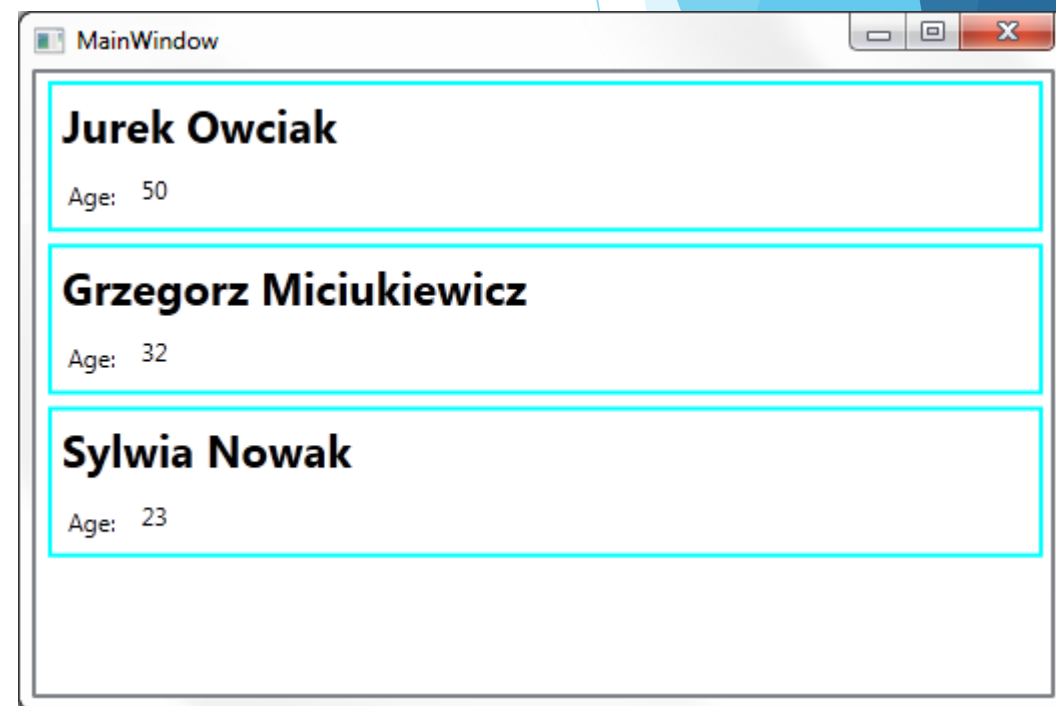 MainWindow
Jurek Owciak
Age: 50
Grzegorz Miciukiewicz
Age: 32
Sylwia Nowak
Age: 23